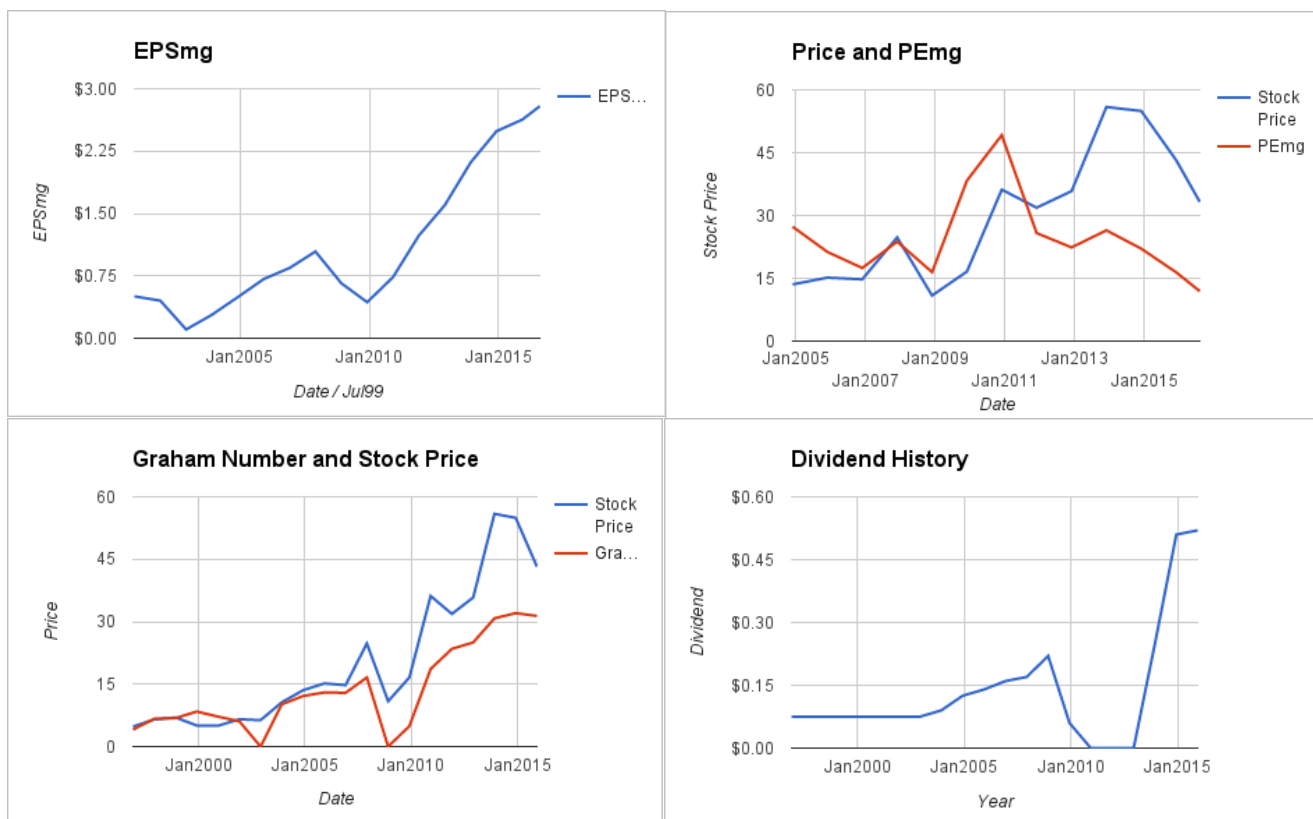 EPSmg
$3.00
$2.25
$1.50
$0.75
$0.00
EPSmg
EPS...
Jan2005
Jan2010
Jan2015
Date / Jul99
Price and PEmg
60
45
30
15
0
Stock Price
Stock
Price
PEmg
Jan2005
Jan2009
Jan2013
Jan2007
Jan2011
Jan2015
Date
Graham Number and Stock Price
60
45
30
15
0
Price
Stock
Price
Gra...
Jan2000
Jan2005
Jan2010
Jan2015
Date
Dividend History
$0.60
$0.45
$0.30
$0.15
$0.00
Dividend
Jan2000
Jan2005
Jan2010
Jan2015
Year